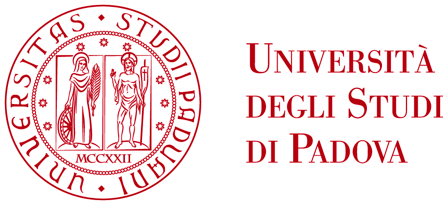 UNIVERSITAS STUDII PADUANI
MCCXXII
UNIVERSITÀ
DEGLI STUDI
DI PADOVA